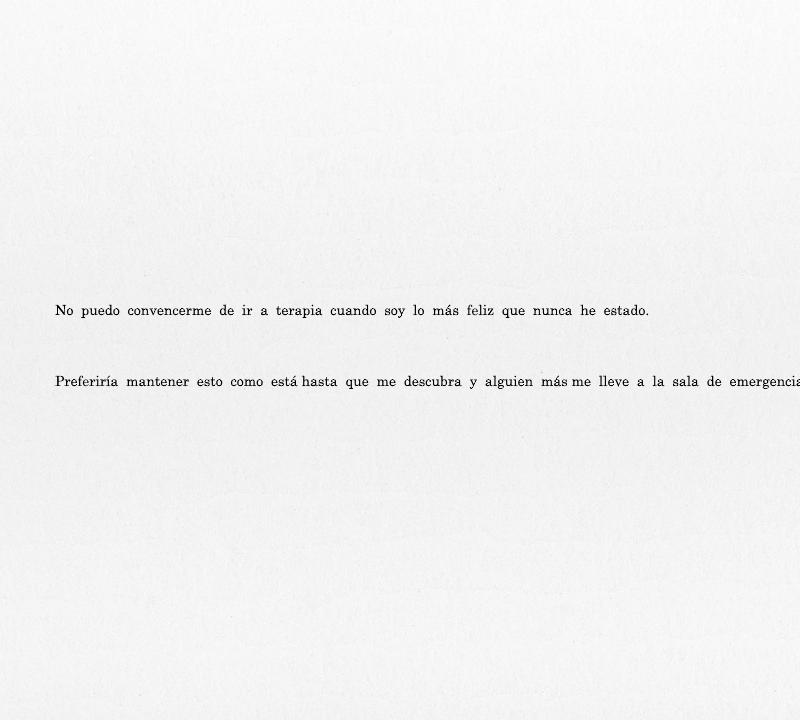 No puedo convencerme de ir a terapia cuando soy lo más feliz que nunca he estado.
Preferiría mantener esto como está hasta que me descubra y alguien más me lleve a la sala de emergencia